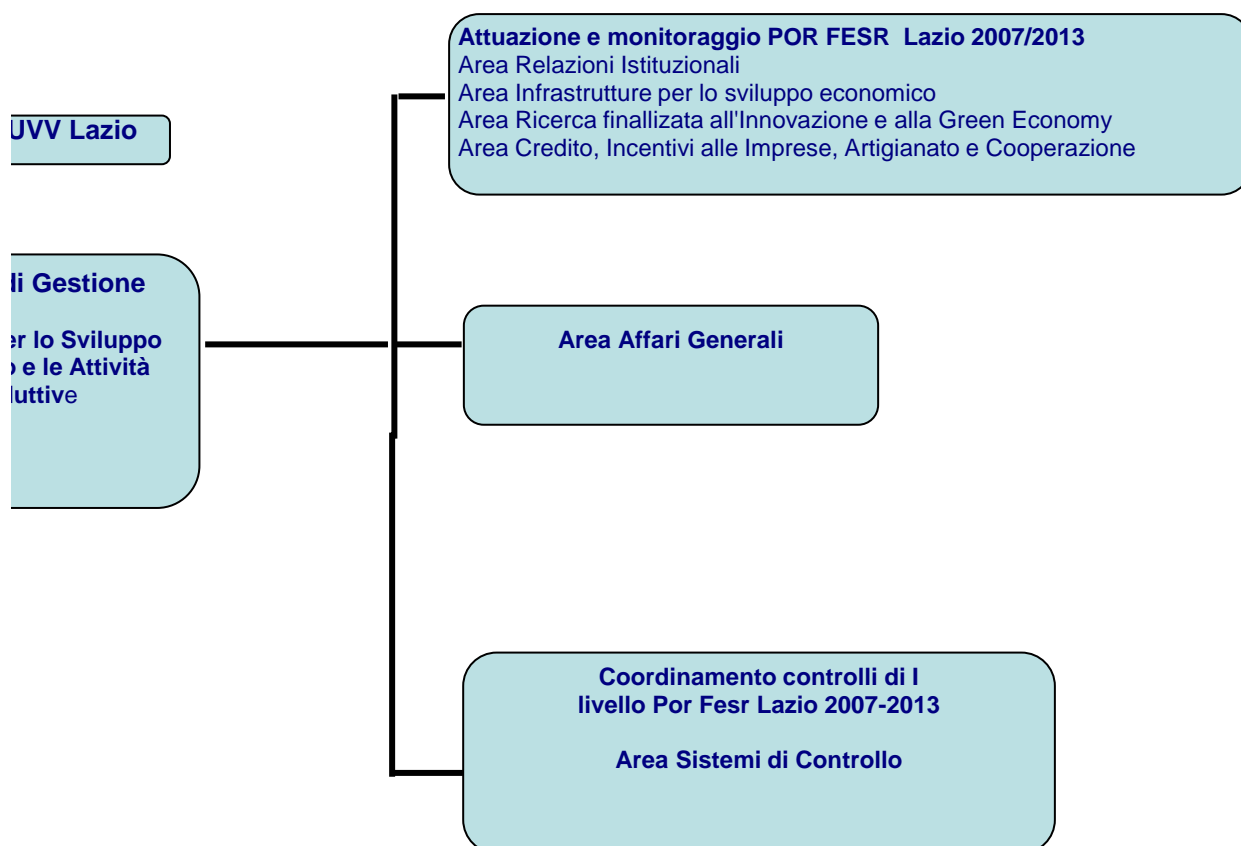 Attuazione e monitoraggio POR FESR Lazio 2007/2013
Area Relazioni Istituzionali
Area Infrastrutture per lo sviluppo economico
Area Ricerca finallizata all'Innovazione e alla Green Economy
Area Credito, Incentivi alle Imprese, Artigianato e Cooperazione
UVV Lazio
di Gestione
er lo Sviluppo
o e le Attività
luttive
Area Affari Generali
Coordinamento controlli di I
livello Por Fesr Lazio 2007-2013
Area Sistemi di Controllo